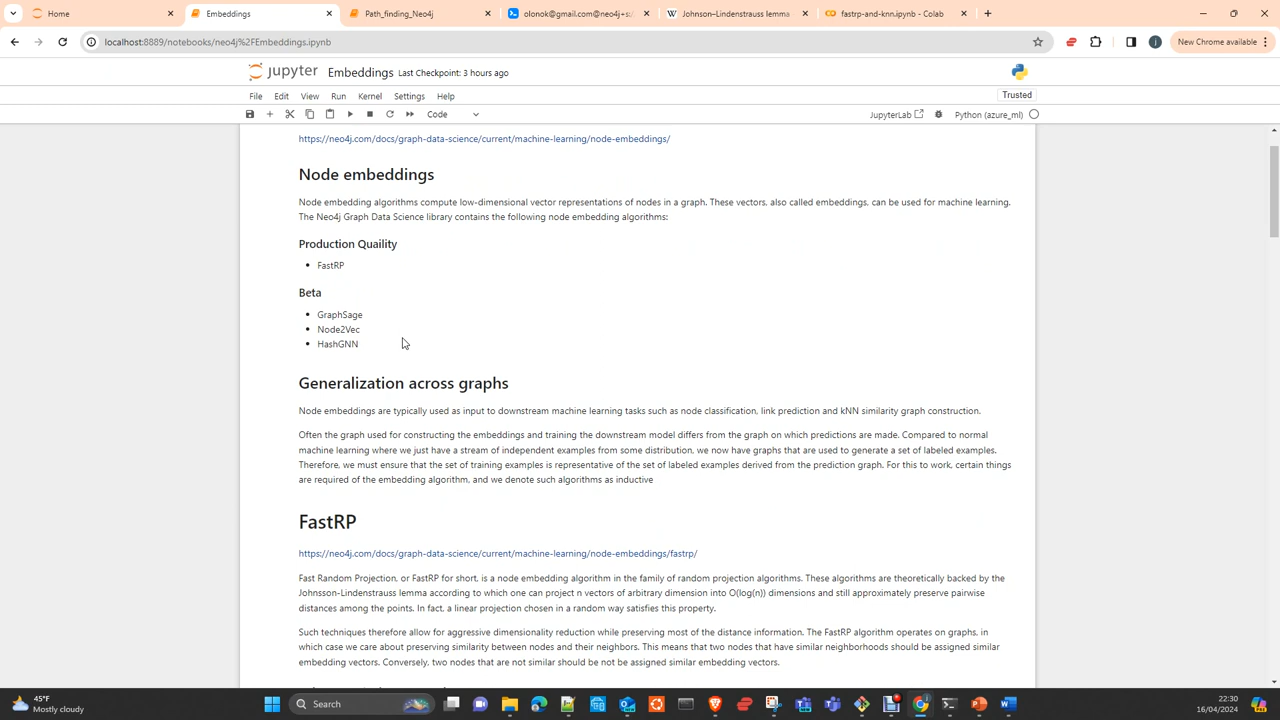 Home
Embeddings
Path_finding_Neo4j
Johnson–Lindenstrauss lemma
fastrp-and-knn.ipynb - Colab
localhost:8889/notebooks/neo4j%2FEmbeddings.ipynb
New Chrome available
jupyter Embeddings Last Checkpoint: 3 hours ago
File Edit View Run Kernel Settings Help
Trusted
Code
JupyterLab
Python (azure_ml)
https://neo4j.com/docs/graph-data-science/current/machine-learning/node-embeddings/
Node embeddings
Node embedding algorithms compute low-dimensional vector representations of nodes in a graph. These vectors, also called embeddings, can be used for machine learning.
The Neo4j Graph Data Science library contains the following node embedding algorithms:
Production Quaility
• FastRP
Beta
• GraphSage
• Node2Vec
• HashGNN
Generalization across graphs
Node embeddings are typically used as input to downstream machine learning tasks such as node classification, link prediction and kNN similarity graph construction.
Often the graph used for constructing the embeddings and training the downstream model differs from the graph on which predictions are made. Compared to normal
machine learning where we just have a stream of independent examples from some distribution, we now have graphs that are used to generate a set of labeled examples.
Therefore, we must ensure that the set of training examples is representative of the set of labeled examples derived from the prediction graph. For this to work, certain things
are required of the embedding algorithm, and we denote such algorithms as inductive
FastRP
https://neo4j.com/docs/graph-data-science/current/machine-learning/node-embeddings/fastrp/
Fast Random Projection, or FastRP for short, is a node embedding algorithm in the family of random projection algorithms. These algorithms are theoretically backed by the
Johnsson-Lindenstrauss lemma according to which one can project n vectors of arbitrary dimension into O(log(n)) dimensions and still approximately preserve pairwise
distances among the points. In fact, a linear projection chosen in a random way satisfies this property.
Such techniques therefore allow for aggressive dimensionality reduction while preserving most of the distance information. The FastRP algorithm operates on graphs, in
which case we care about preserving similarity between nodes and their neighbors. This means that two nodes that have similar neighborhoods should be assigned similar
embedding vectors. Conversely, two nodes that are not similar should be not be assigned similar embedding vectors.
45°F
Mostly cloudy
Search
22:30
16/04/2024